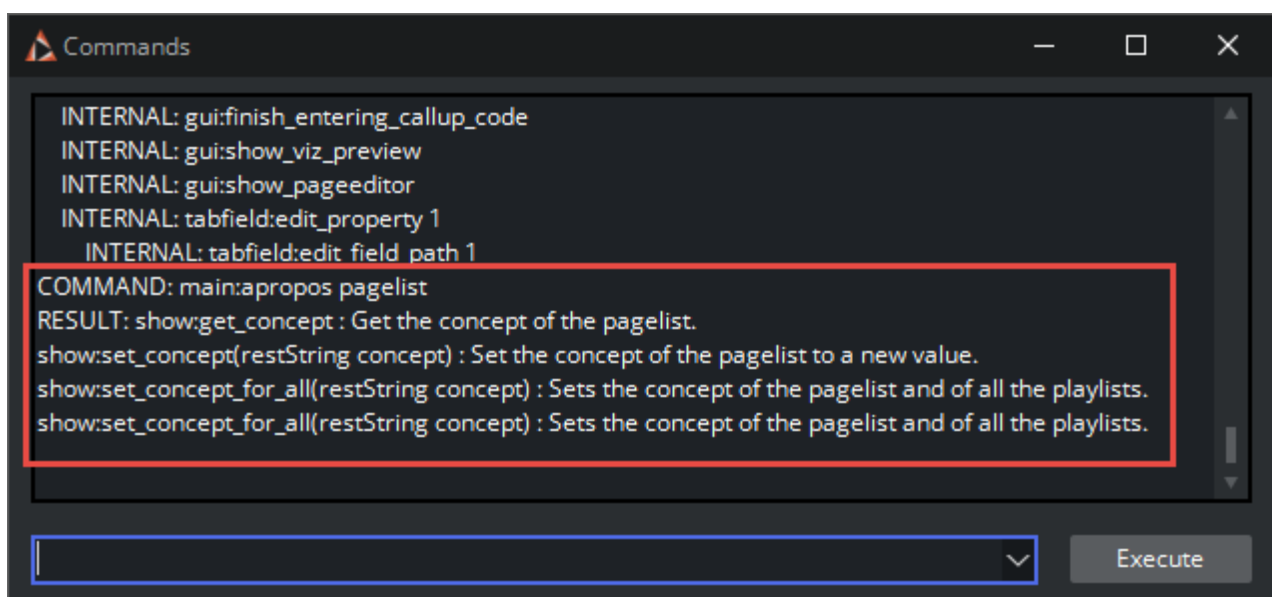 Commands
INTERNAL: gui:finish_entering_callup_code
INTERNAL: gui:show_viz_preview
INTERNAL: gui:show_pageeditor
INTERNAL: tabfield:edit_property 1
INTERNAL: tabfield:edit_field_path 1
COMMAND: main:apropos pagelist
RESULT: show:get_concept : Get the concept of the pagelist.
show:set_concept(restString concept) : Set the concept of the pagelist to a new value.
show:set_concept_for_all(restString concept) : Sets the concept of the pagelist and of all the playlists.
show:set_concept_for_all(restString concept) : Sets the concept of the pagelist and of all the playlists.
Execute